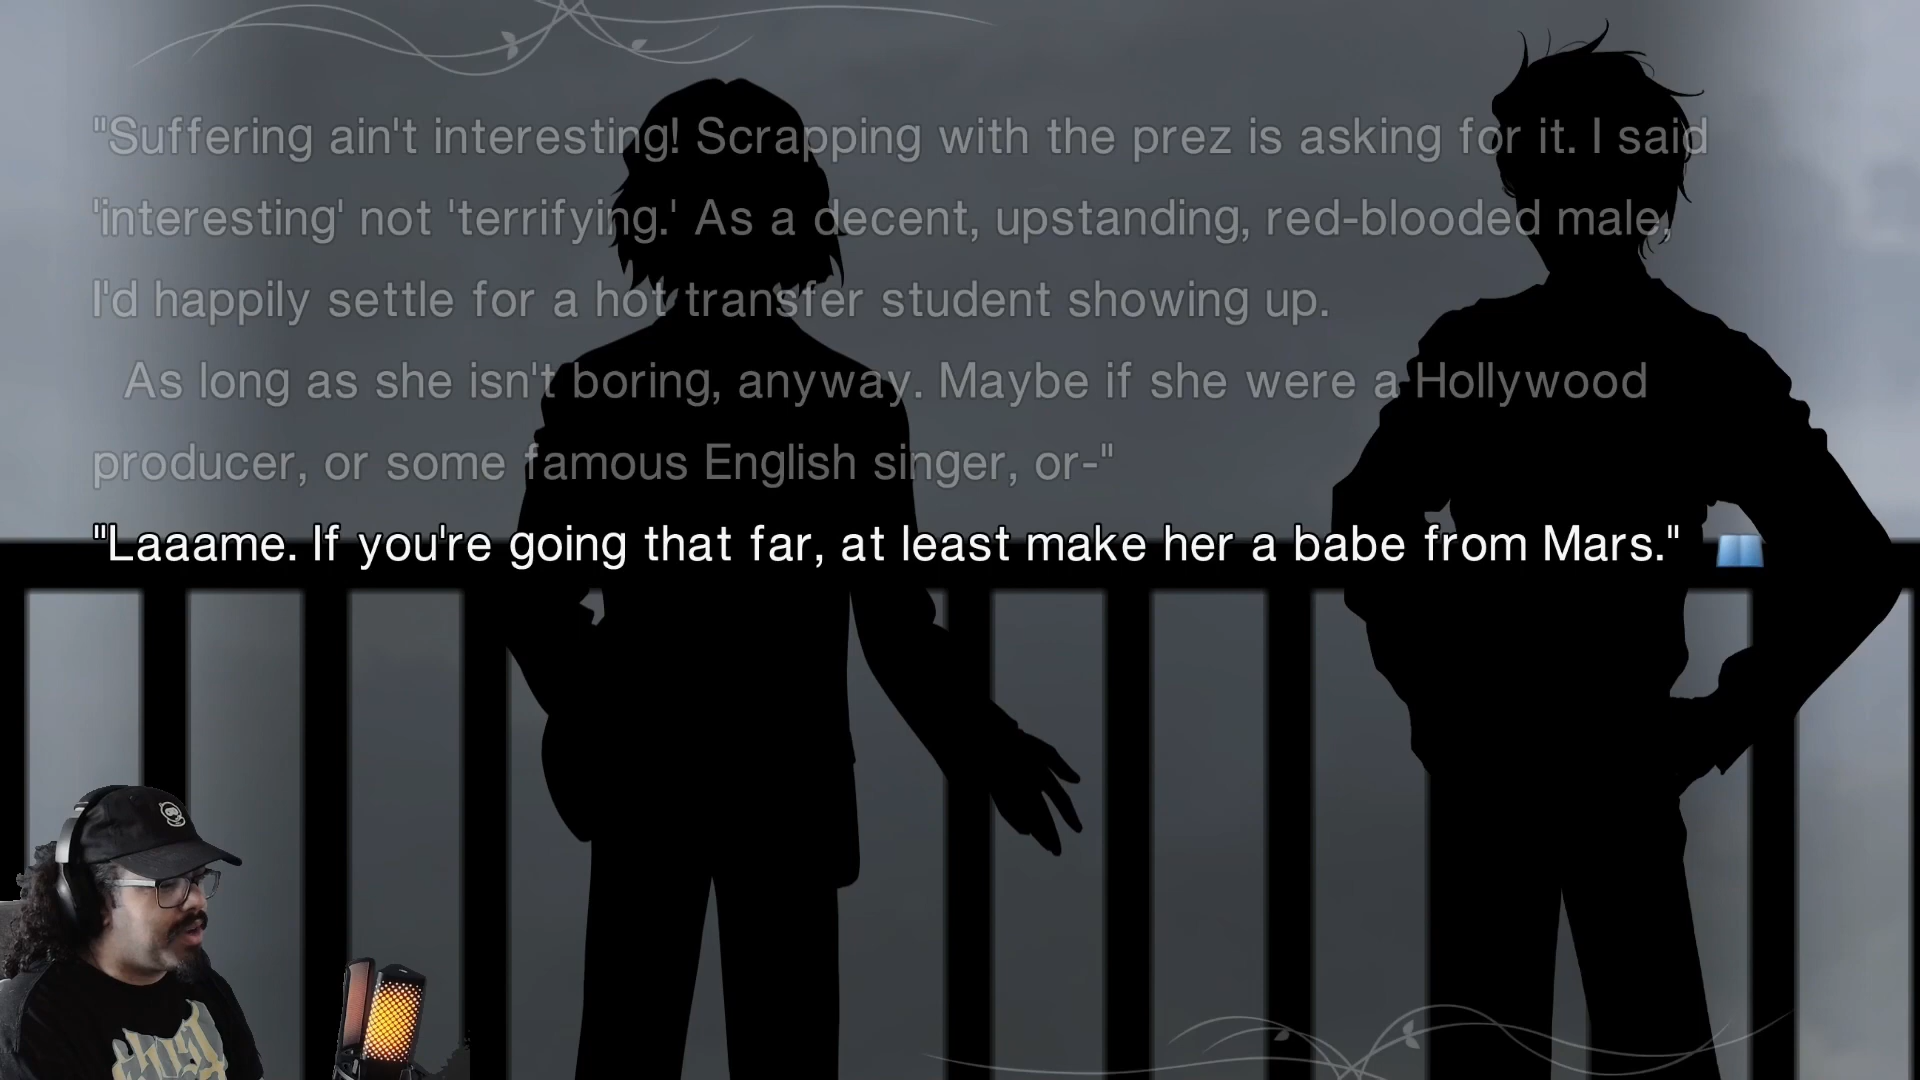 "Suffering ain't interesting! Scrapping with the prez is asking for it. I said
'interesting' not 'terrifying.' As a decent, upstanding, red-blooded male,
I'd happily settle for a hot transfer student showing up.
As long as she isn't boring, anyway. Maybe if she were a Hollywood
producer, or some famous English singer, or-"
"Laaame. If you're going that far, at least make her a babe from Mars."